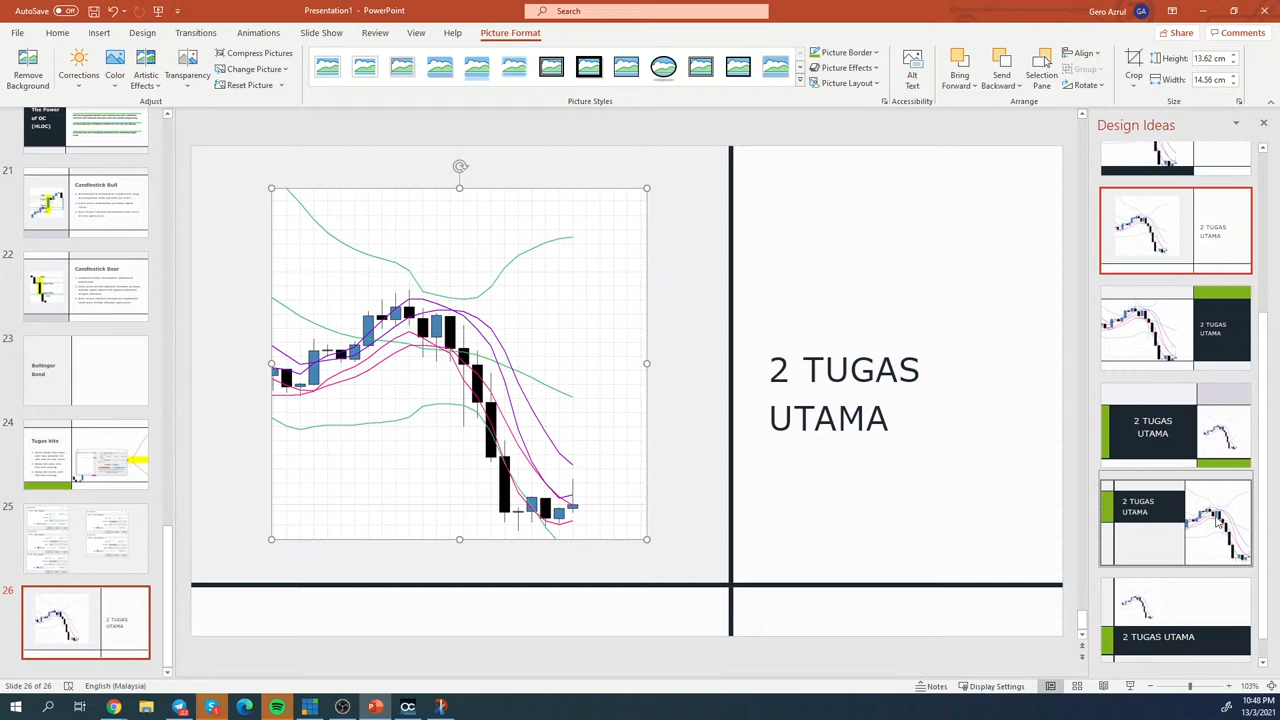 AutoSave Off
Presentation1 - PowerPoint
Search
Gero Azul GA
File Home Insert Design Transitions Animations Slide Show Review View Help Picture Format
Share Comments
Remove Background
Corrections
Color
Artistic Effects
Transparency
Compress Pictures
Change Picture
Reset Picture
Adjust
Picture Styles
Picture Border
Picture Effects
Picture Layout
Alt Text
Accessibility
Bring Forward
Send Backward
Selection Pane
Align
Group
Rotate
Arrange
Crop
Height: 13.62 cm
Width: 14.56 cm
Size
The Power of OC (HLOC)
21
Candlestick Bull
22
Candlestick Bear
23
Bollinger Band
24
Tugas kita
25
26
2 TUGAS
UTAMA
2 TUGAS
UTAMA
Design Ideas
2 TUGAS
UTAMA
2 TUGAS
UTAMA
2 TUGAS
UTAMA
2 TUGAS
UTAMA
2 TUGAS UTAMA
Slide 26 of 26 English (Malaysia)
Notes Display Settings 103%
10:48 PM
13/3/2021